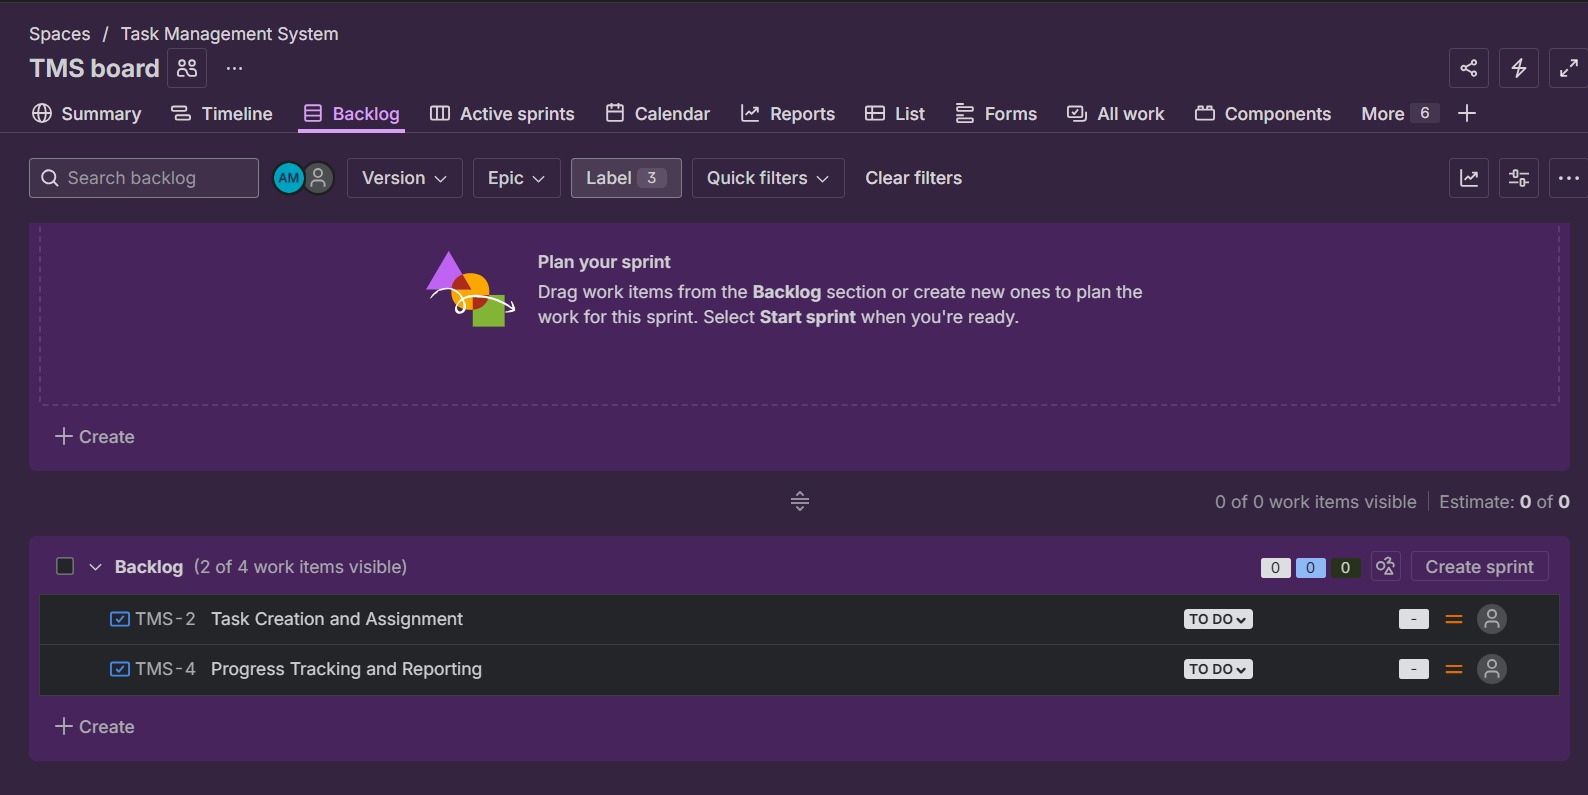 Spaces / Task Management System
TMS board
Summary Timeline Backlog Active sprints Calendar Reports List Forms All work Components More 6
Search backlog AM Version Epic Label 3 Quick filters Clear filters
Plan your sprint
Drag work items from the Backlog section or create new ones to plan the
work for this sprint. Select Start sprint when you're ready.
Create
0 of 0 work items visible Estimate: 0 of 0
Backlog (2 of 4 work items visible) 0 0 0 Create sprint
TMS-2 Task Creation and Assignment TO DO -
TMS-4 Progress Tracking and Reporting TO DO -
Create